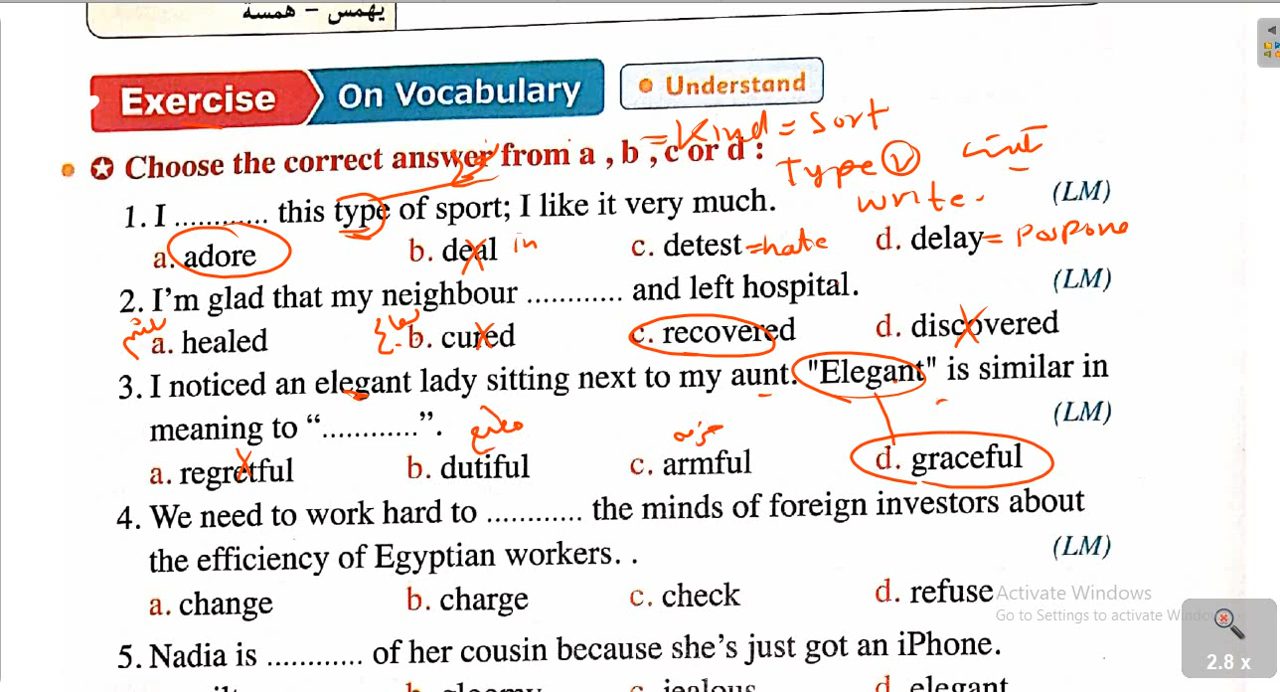 يهمس – همسة
Exercise On Vocabulary Understand
= Kind = Sort
Choose the correct answer from a , b , c or d :
Type
write.
1. I ............ this type of sport; I like it very much. (LM)
a. adore b. deal in c. detest =hate d. delay= Pospone
2. I'm glad that my neighbour ............ and left hospital. (LM)
a. healed b. cured c. recovered d. discovered
3. I noticed an elegant lady sitting next to my aunt. "Elegant" is similar in
meaning to “............”. (LM)
a. regretful b. dutiful c. armful d. graceful
4. We need to work hard to ............ the minds of foreign investors about
the efficiency of Egyptian workers. . (LM)
a. change b. charge c. check d. refuse
Activate Windows
Go to Settings to activate Windows
5. Nadia is ............ of her cousin because she's just got an iPhone.
b. gloomy c. jealous d. elegant
2.8 x